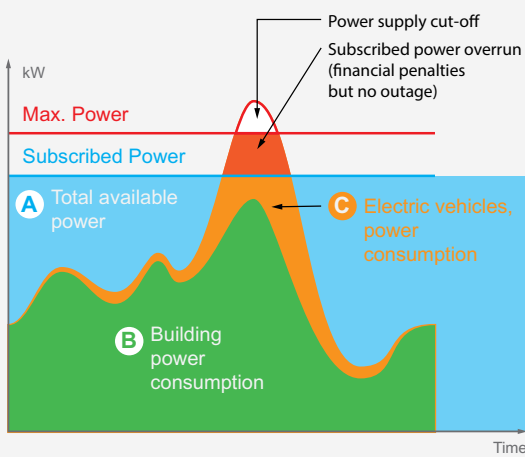 Power supply cut-off
Subscribed power overrun
(financial penalties
but no outage)
kW
Max. Power
Subscribed Power
A Total available
power
C Electric vehicles,
power
consumption
B Building
power
consumption
Time